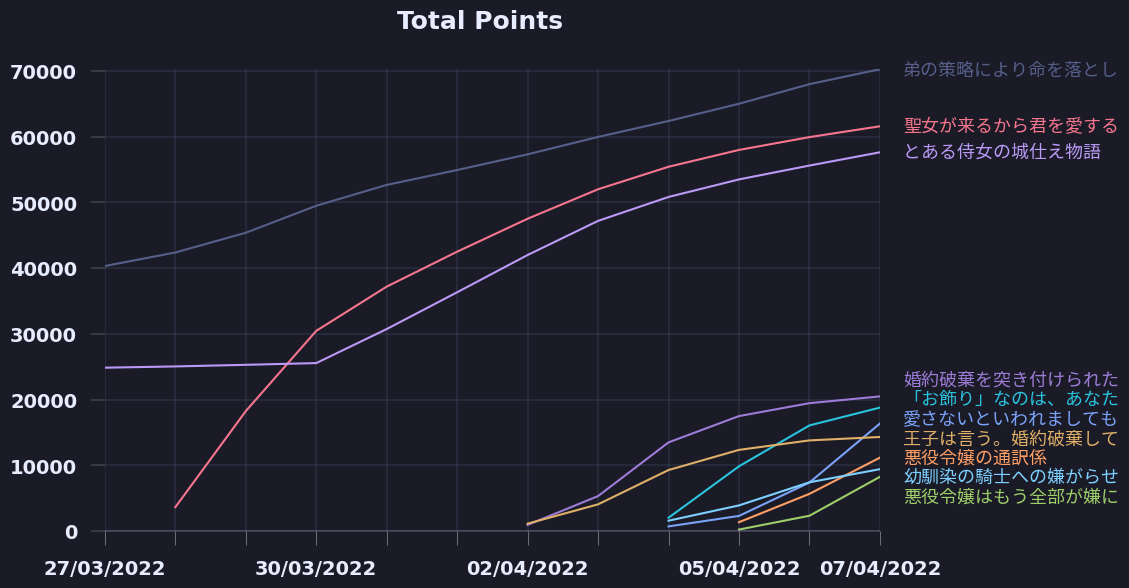 Total Points
70000
60000
50000
40000
30000
20000
10000
0
27/03/2022
30/03/2022
02/04/2022
05/04/2022
07/04/2022
弟の策略により命を落とし
聖女が来るから君を愛する
とある侍女の城仕え物語
婚約破棄を突き付けられた
「お飾り」なのは、あなた
愛さないといわれましても
王子は言う。婚約破棄して
悪役令嬢の通訳係
幼馴染の騎士への嫌がらせ
悪役令嬢はもう全部が嫌に